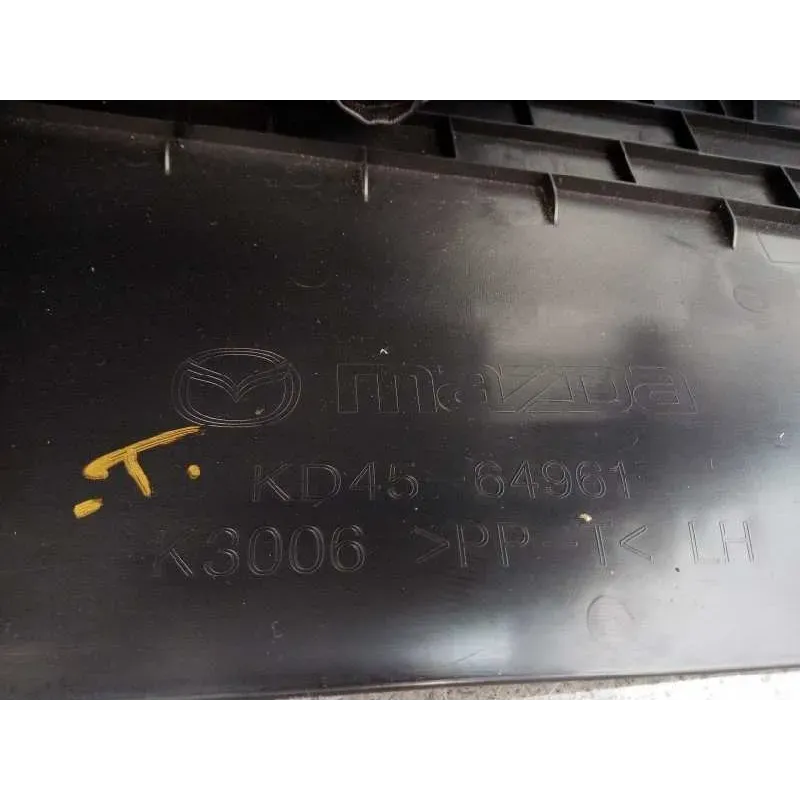 mazda
.T.
KD45 64961
K3006 >PP-T< LH